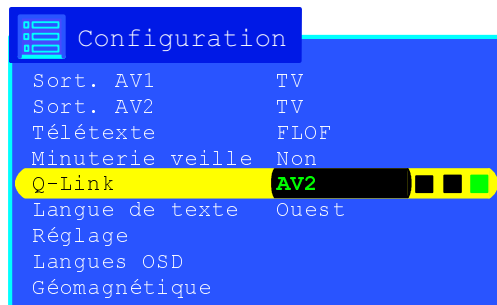 Configuration
Sort. AV1 TV
Sort. AV2 TV
Télétexte FLOF
Minuterie veille Non
Q-Link AV2
Langue de texte Ouest
Réglage
Langues OSD
Géomagnétique